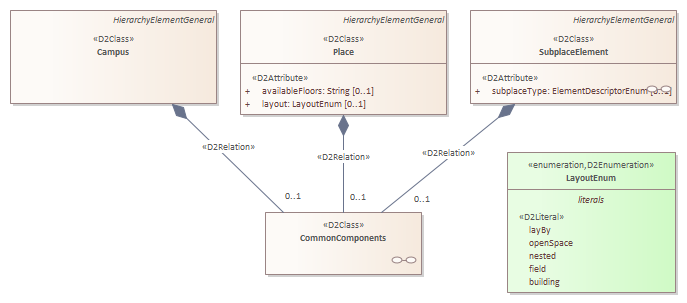 HierarchyElementGeneral
«D2Class»
Campus
HierarchyElementGeneral
«D2Class»
Place
«D2Attribute»
+ availableFloors: String [0..1]
+ layout: LayoutEnum [0..1]
HierarchyElementGeneral
«D2Class»
SubplaceElement
«D2Attribute»
+ subplaceType: ElementDescriptorEnum [0..1]
«D2Relation»
«D2Relation»
«D2Relation»
0..1
0..1
0..1
«D2Class»
CommonComponents
«enumeration,D2Enumeration»
LayoutEnum
literals
«D2Literal»
layBy
openSpace
nested
field
building